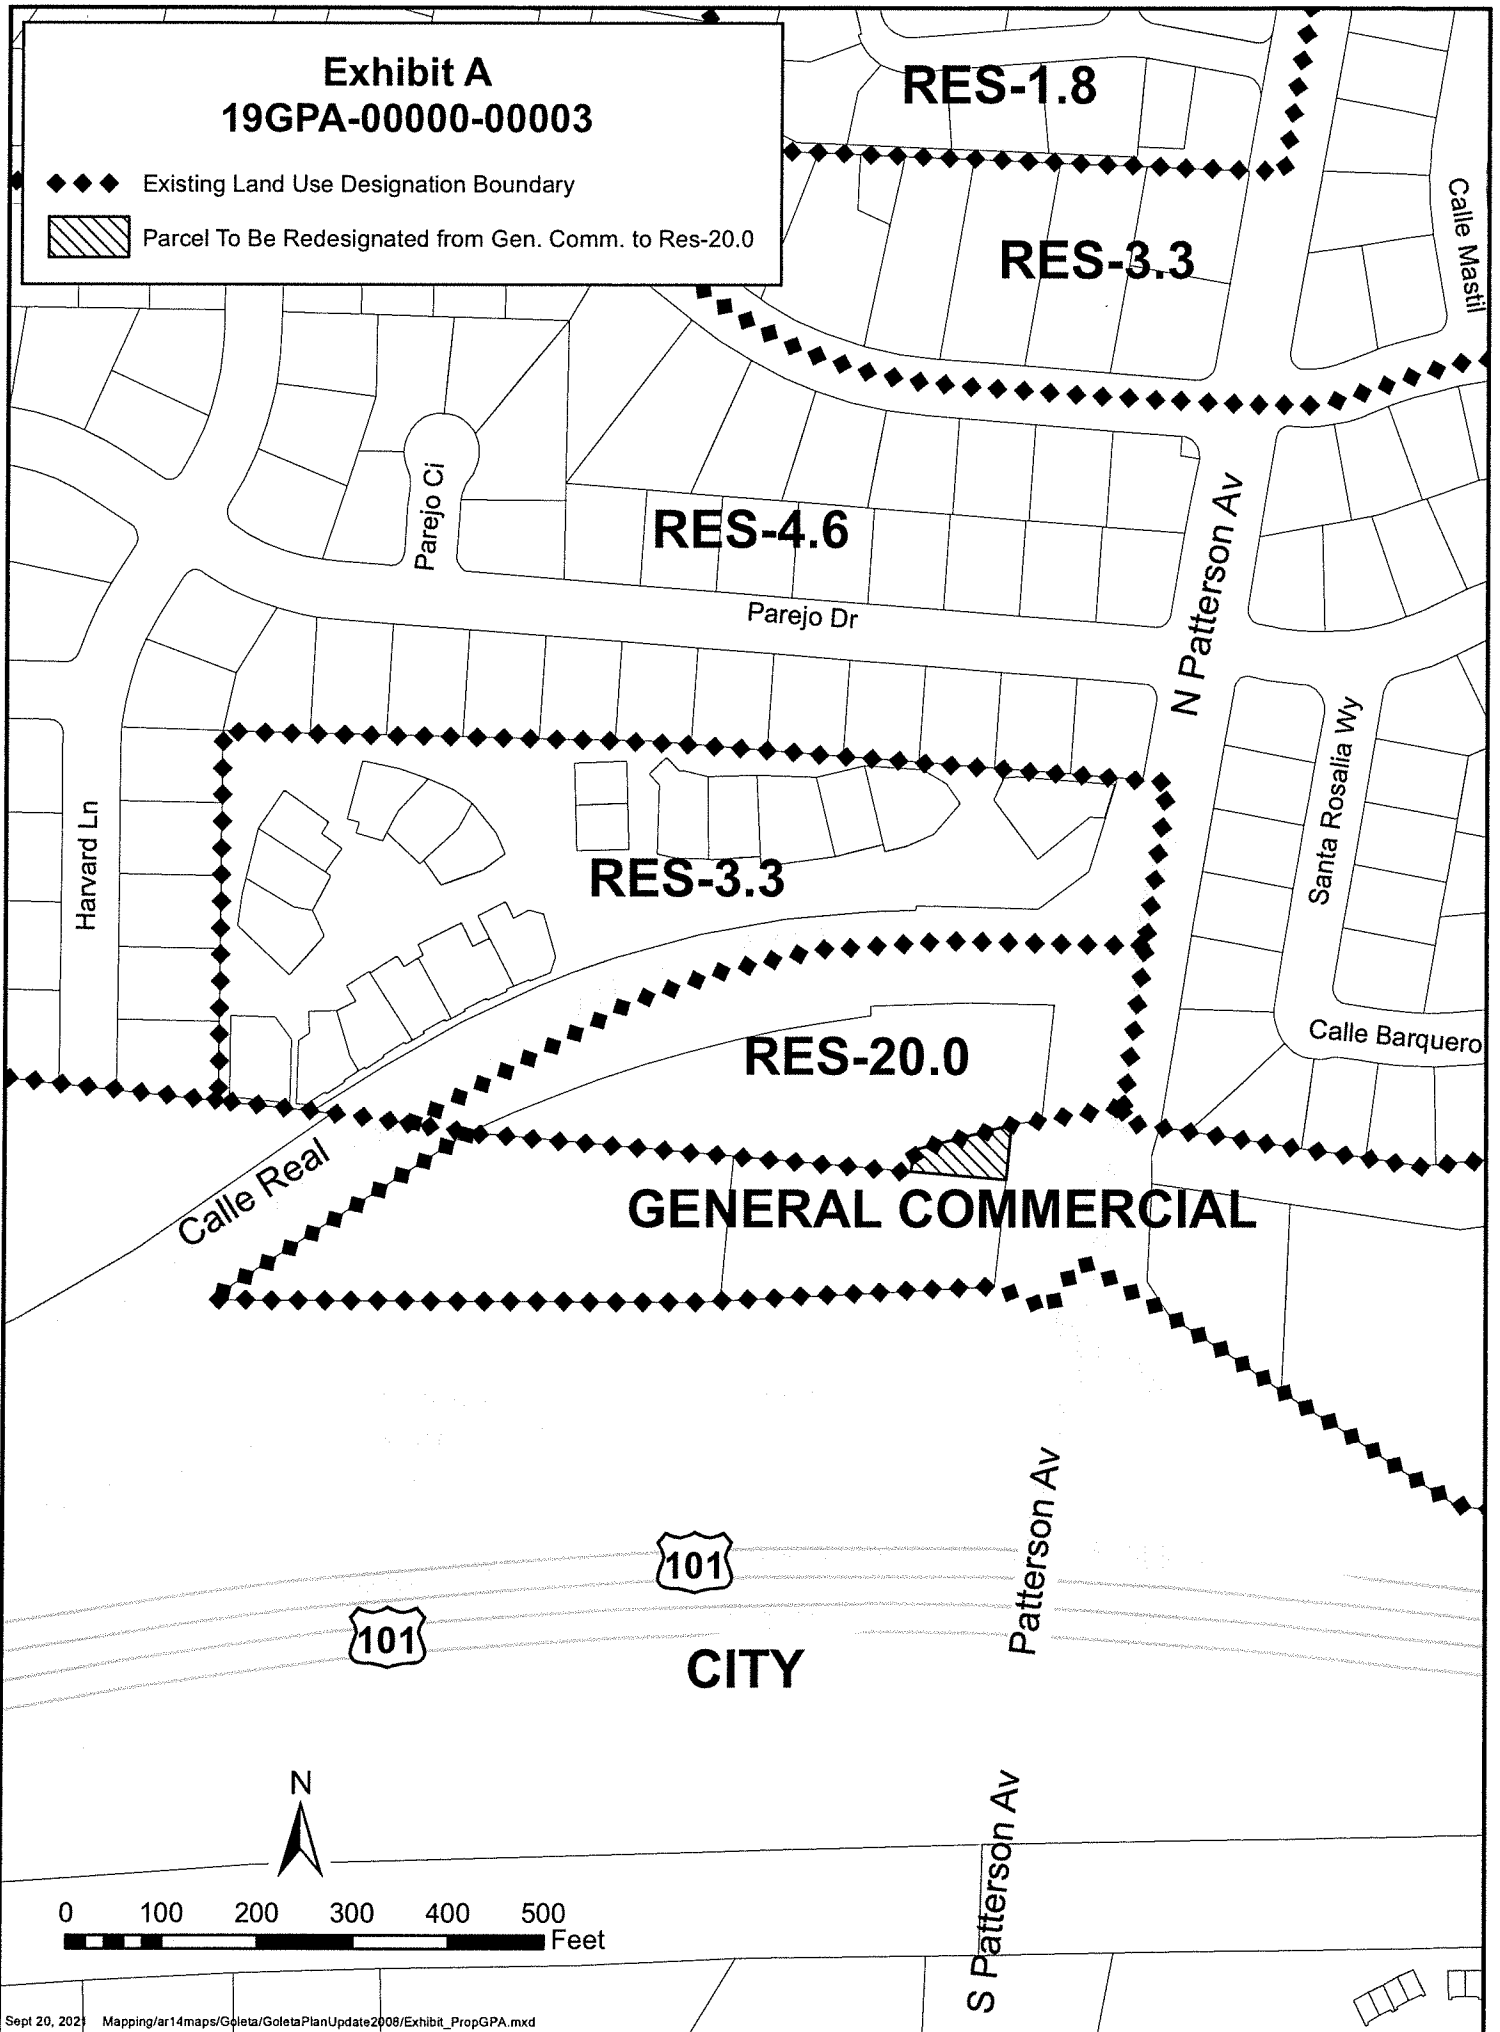 Exhibit A
19GPA-00000-00003
Existing Land Use Designation Boundary
Parcel To Be Redesignated from Gen. Comm. to Res-20.0
RES-1.8
Calle Mastil
RES-3.3
Parejo Ci
RES-4.6
N Patterson Av
Parejo Dr
Santa Rosalia Wy
Harvard Ln
RES-3.3
Calle Barquero
RES-20.0
Calle Real
GENERAL COMMERCIAL
Patterson Av
101
101
CITY
N
S Patterson Av
0 100 200 300 400 500
Feet
Sept 20, 2021 Mapping/ar14maps/Goleta/GoletaPlanUpdate2008/Exhibit_PropGPA.mxd